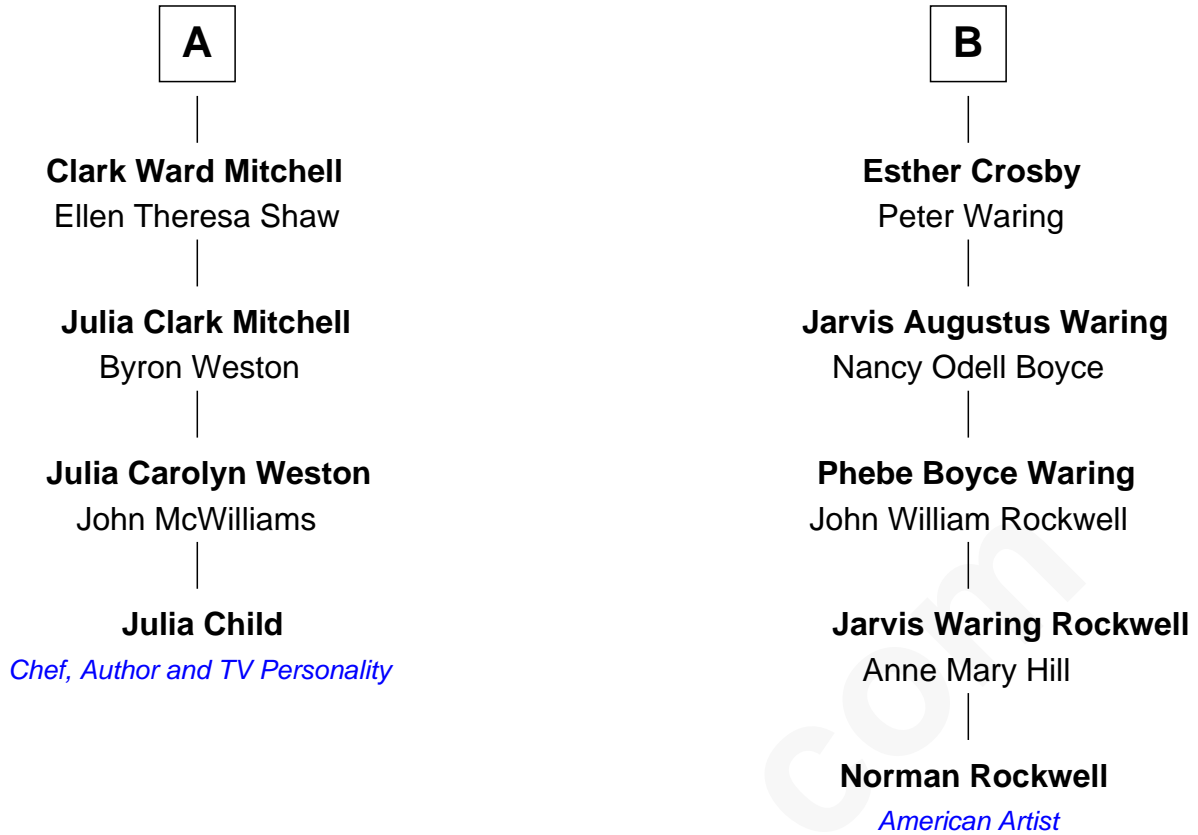 A
Clark Ward Mitchell
Ellen Theresa Shaw
Julia Clark Mitchell
Byron Weston
Julia Carolyn Weston
John McWilliams
Julia Child
Chef, Author and TV Personality
B
Esther Crosby
Peter Waring
Jarvis Augustus Waring
Nancy Odell Boyce
Phebe Boyce Waring
John William Rockwell
Jarvis Waring Rockwell
Anne Mary Hill
Norman Rockwell
American Artist
com